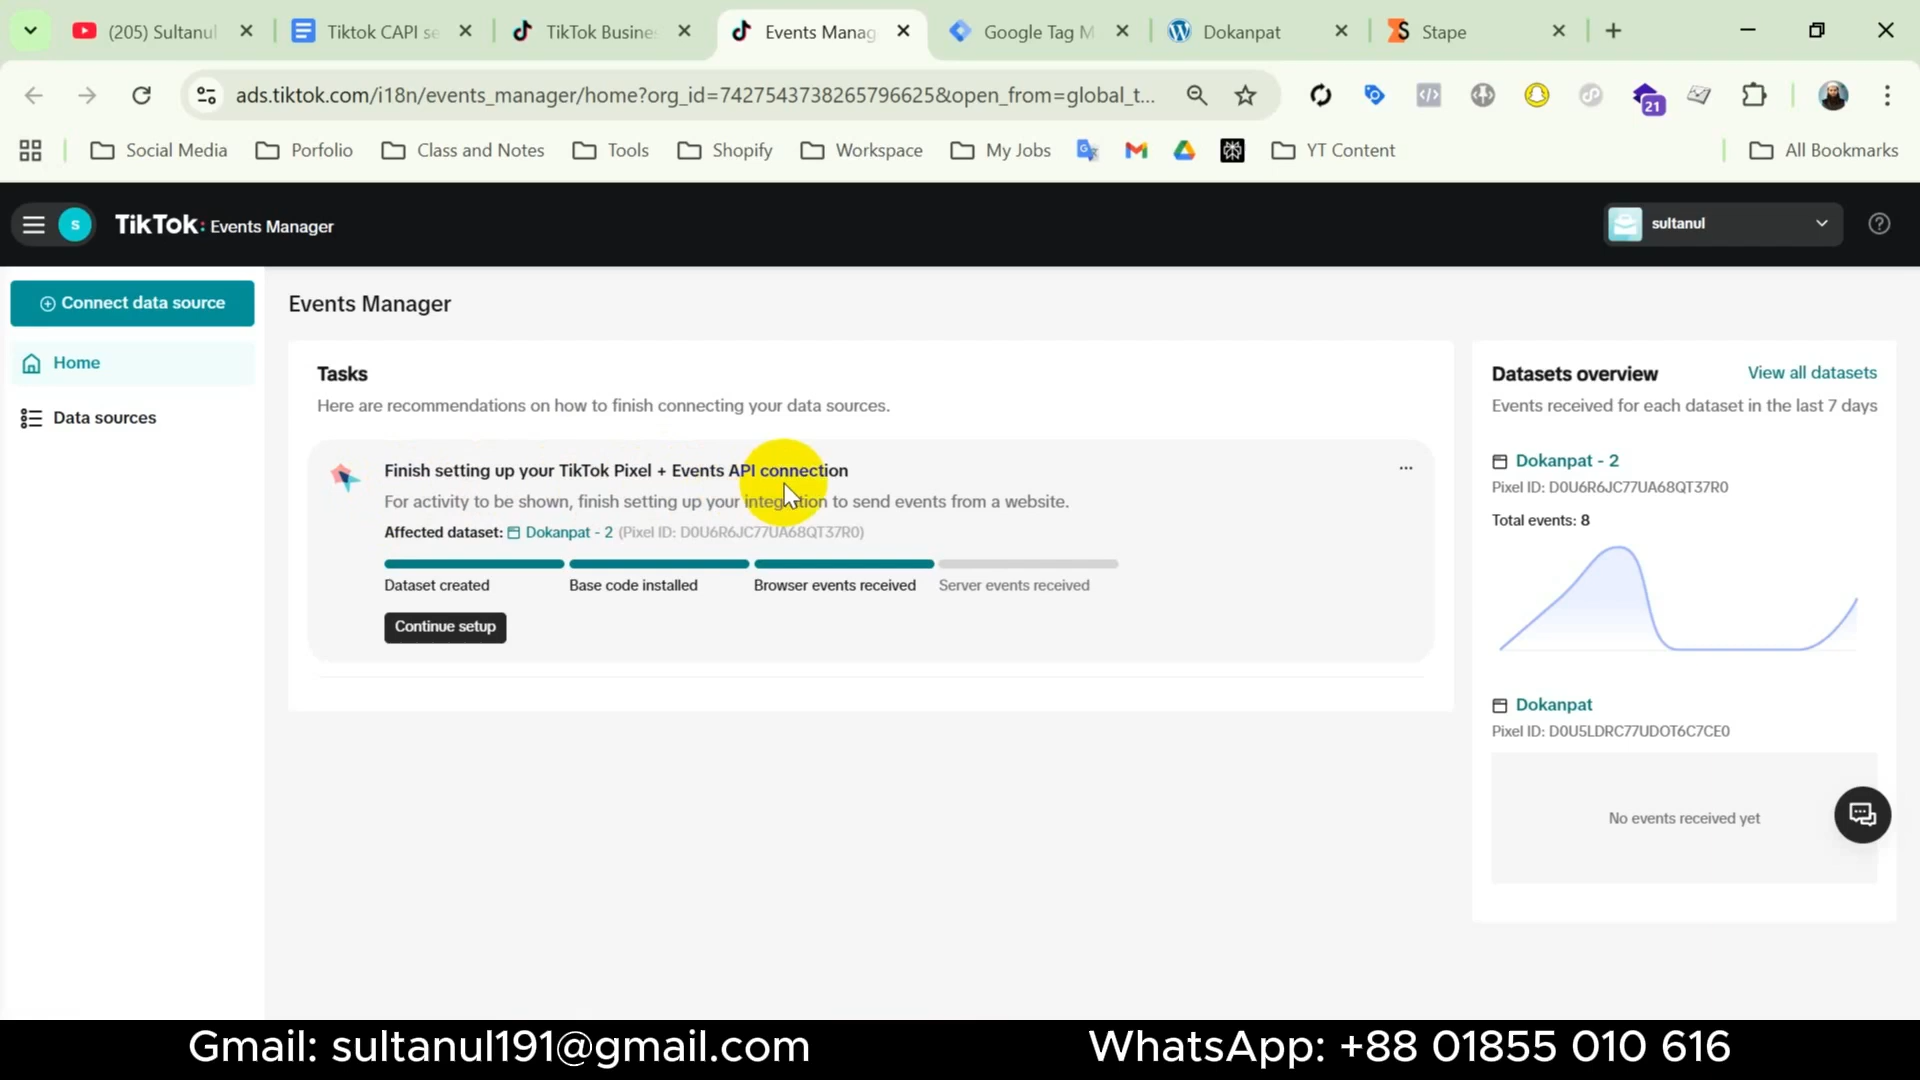 (205) Sultanul
Tiktok CAPI se
TikTok Busines
Events Manag
Google Tag M
Dokanpat
Stape
ads.tiktok.com/i18n/events_manager/home?org_id=7427543738265796625&open_from=global_t...
21
Social Media
Porfolio
Class and Notes
Tools
Shopify
Workspace
My Jobs
YT Content
All Bookmarks
S
TikTok: Events Manager
sultanul
Connect data source
Home
Data sources
Events Manager
Tasks
Here are recommendations on how to finish connecting your data sources.
Finish setting up your TikTok Pixel + Events API connection
For activity to be shown, finish setting up your integration to send events from a website.
Affected dataset: Dokanpat - 2 (Pixel ID: D0U6R6JC77UA68QT37R0)
Dataset created
Base code installed
Browser events received
Server events received
Continue setup
Datasets overview
View all datasets
Events received for each dataset in the last 7 days
Dokanpat - 2
Pixel ID: D0U6R6JC77UA68QT37R0
Total events: 8
Dokanpat
Pixel ID: D0U5LDRC77UDOT6C7CE0
No events received yet
Gmail: sultanul191@gmail.com
WhatsApp: +88 01855 010 616